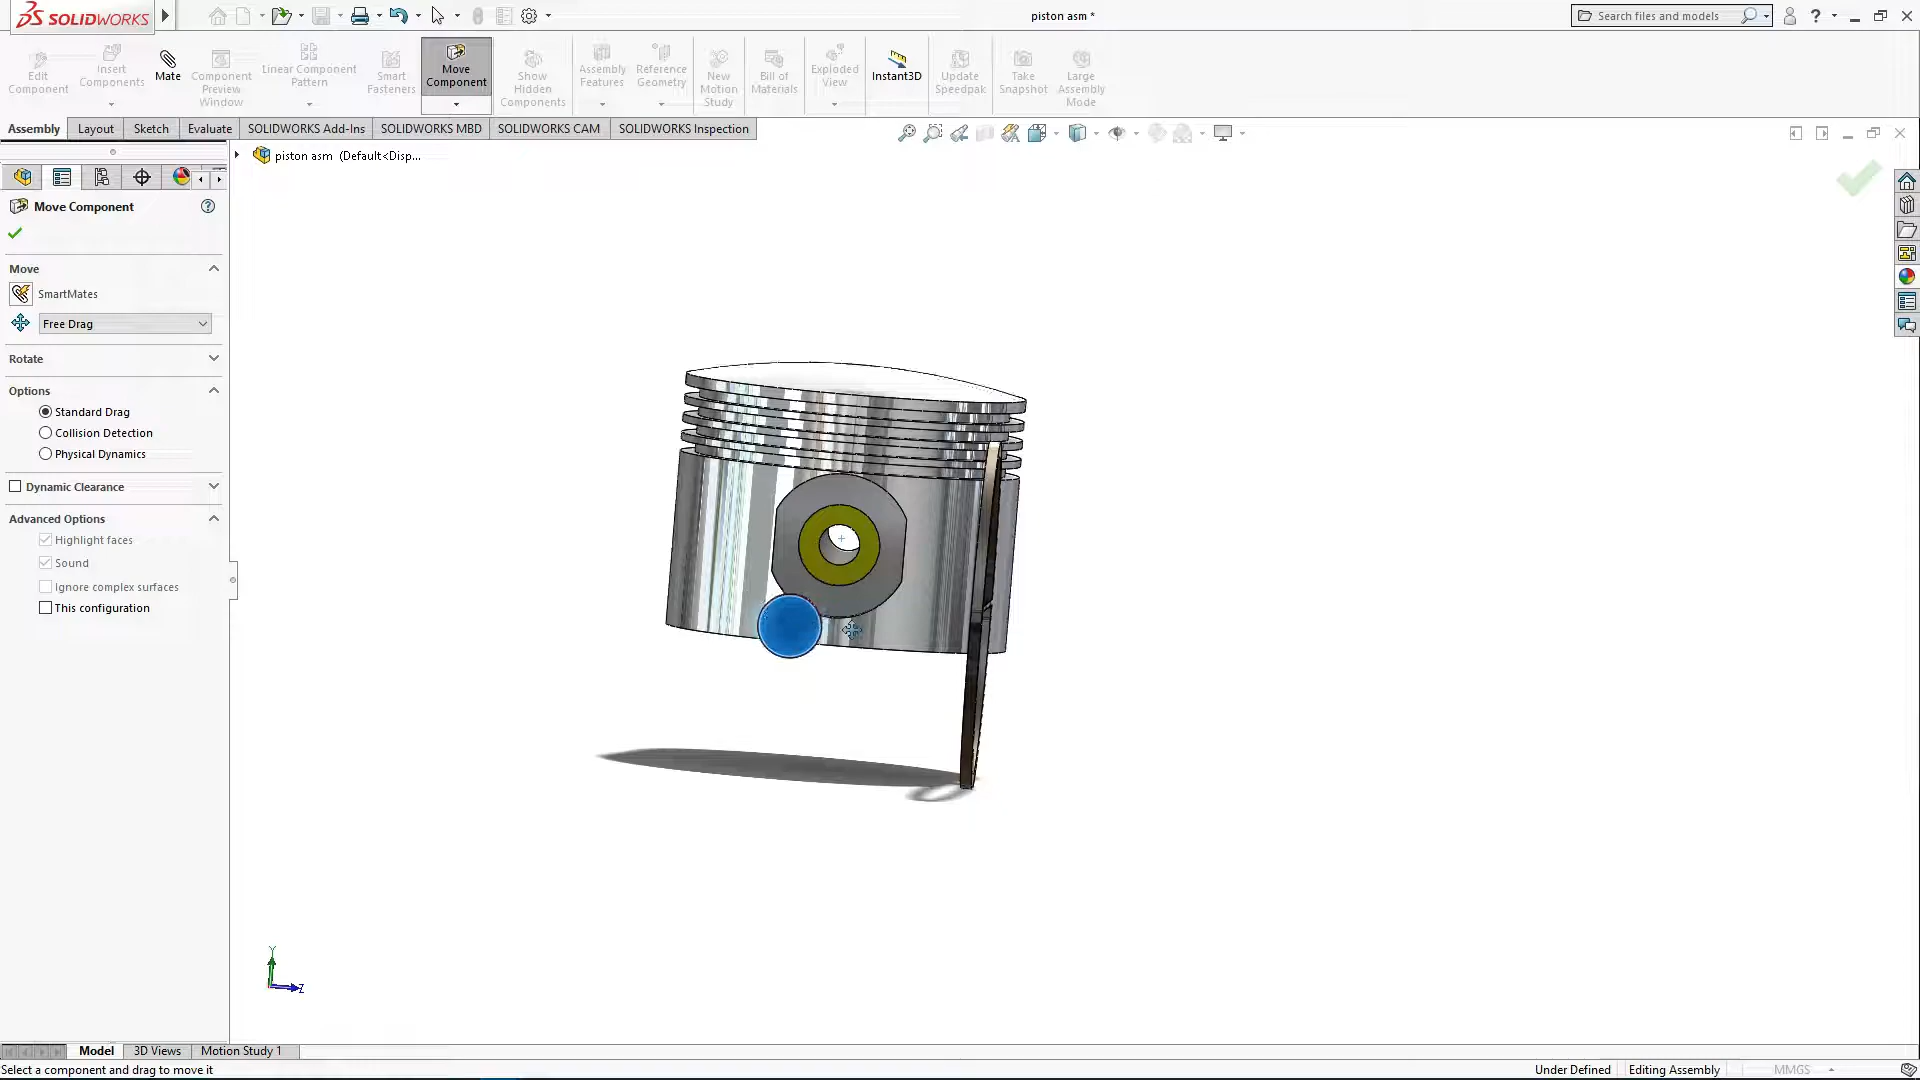 SOLIDWORKS
piston asm *
Search files and models
?
Edit
Component
Insert
Components
Mate
Component
Preview
Window
Linear Component
Pattern
Smart
Fasteners
Move
Component
Show
Hidden
Components
Assembly
Features
Reference
Geometry
New
Motion
Study
Bill of
Materials
Exploded
View
Instant3D
Update
Speedpak
Take
Snapshot
Large
Assembly
Mode
Assembly
Layout
Sketch
Evaluate
SOLIDWORKS Add-Ins
SOLIDWORKS MBD
SOLIDWORKS CAM
SOLIDWORKS Inspection
piston asm (Default<Disp...
Move Component
?
Move
SmartMates
Free Drag
Rotate
Options
Standard Drag
Collision Detection
Physical Dynamics
Dynamic Clearance
Advanced Options
Highlight faces
Sound
Ignore complex surfaces
This configuration
Y
Z
Model
3D Views
Motion Study 1
Select a component and drag to move it
Under Defined
Editing Assembly
MMGS